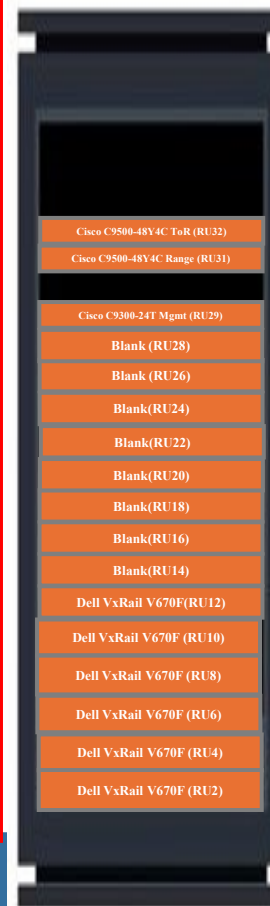 Cisco C9500-48Y4C ToR (RU32)
Cisco C9500-48Y4C Range (RU31)
Cisco C9300-24T Mgmt (RU29)
Blank (RU28)
Blank (RU26)
Blank(RU24)
Blank(RU22)
Blank(RU20)
Blank(RU18)
Blank(RU16)
Blank(RU14)
Dell VxRail V670F(RU12)
Dell VxRail V670F (RU10)
Dell VxRail V670F (RU8)
Dell VxRail V670F (RU6)
Dell VxRail V670F (RU4)
Dell VxRail V670F (RU2)